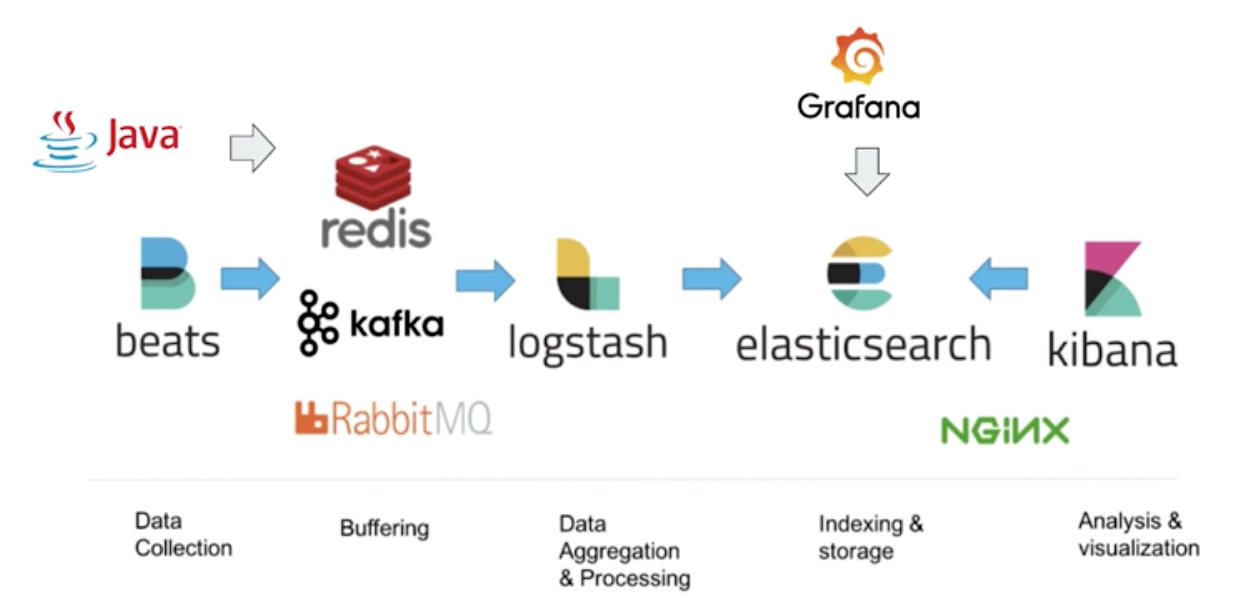 Grafana
Java
redis
beats
kafka
logstash
elasticsearch
kibana
RabbitMQ
NGINX
Data
Collection
Buffering
Data
Aggregation
& Processing
Indexing &
storage
Analysis &
visualization